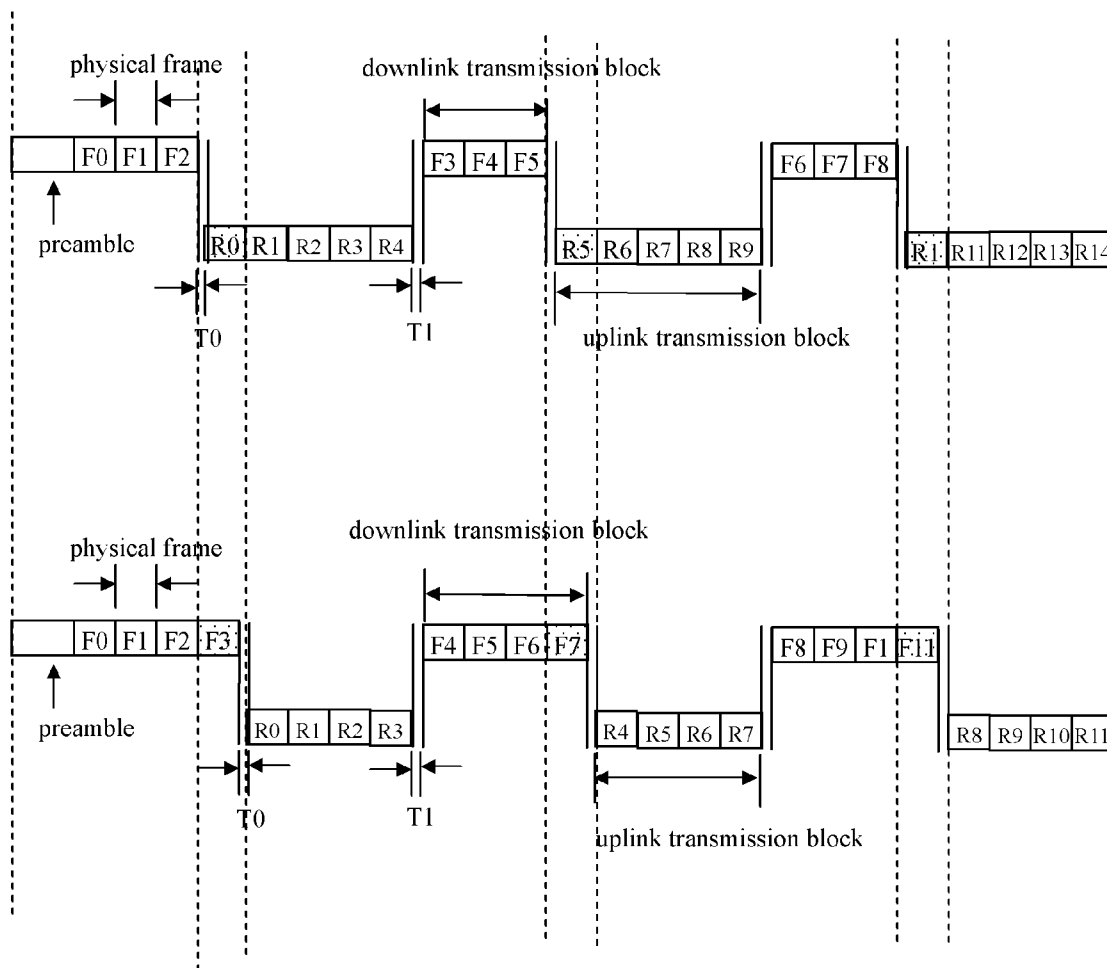 physical frame
downlink transmission block
F0 F1 F2
F3 F4 F5
F6 F7 F8
preamble
R0 R1 R2 R3 R4
R5 R6 R7 R8 R9
R1 R11 R12 R13 R14
T0
T1
uplink transmission block
downlink transmission block
physical frame
F0 F1 F2 F3
F4 F5 F6 F7
F8 F9 F1 F11
preamble
R0 R1 R2 R3
R4 R5 R6 R7
R8 R9 R10 R11
T0
T1
uplink transmission block